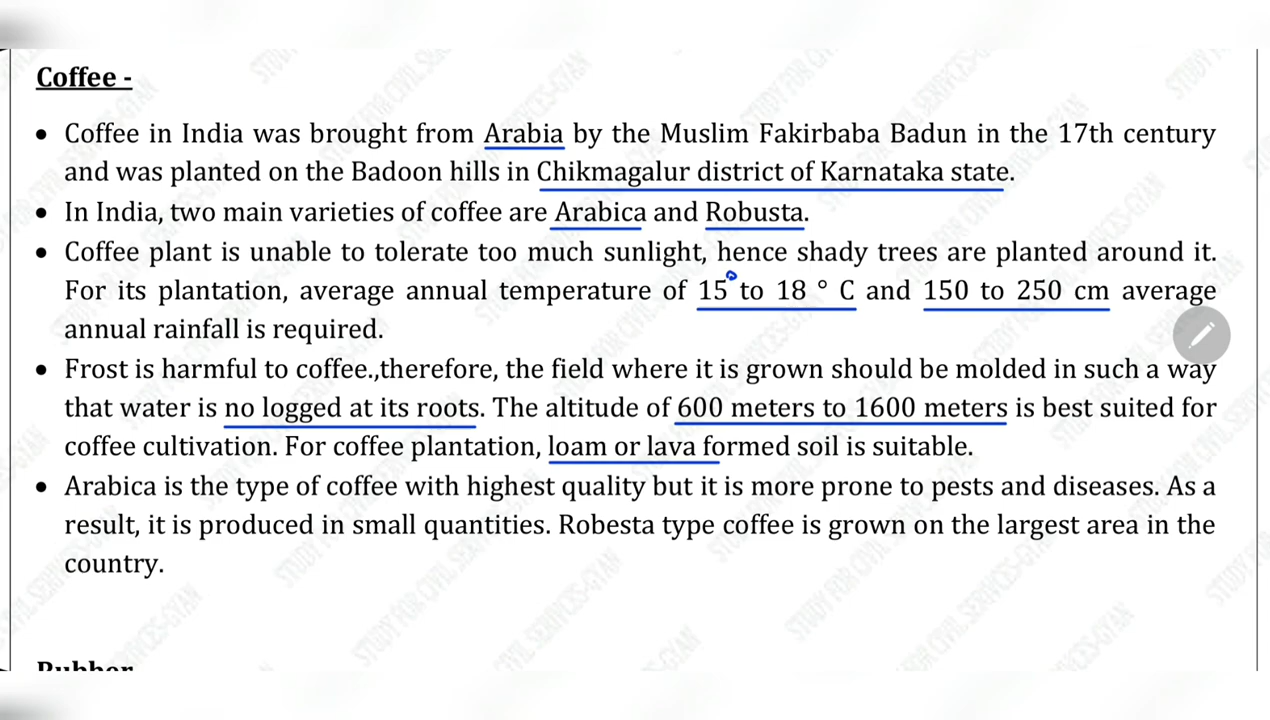 Coffee -
• Coffee in India was brought from Arabia by the Muslim Fakirbaba Badun in the 17th century
and was planted on the Badoon hills in Chikmagalur district of Karnataka state.
• In India, two main varieties of coffee are Arabica and Robusta.
• Coffee plant is unable to tolerate too much sunlight, hence shady trees are planted around it.
For its plantation, average annual temperature of 15° to 18 ° C and 150 to 250 cm average
annual rainfall is required.
• Frost is harmful to coffee.,therefore, the field where it is grown should be molded in such a way
that water is no logged at its roots. The altitude of 600 meters to 1600 meters is best suited for
coffee cultivation. For coffee plantation, loam or lava formed soil is suitable.
• Arabica is the type of coffee with highest quality but it is more prone to pests and diseases. As a
result, it is produced in small quantities. Robesta type coffee is grown on the largest area in the
country.